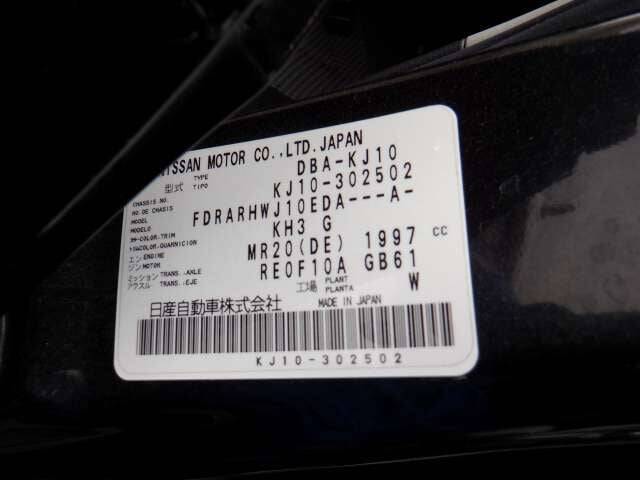 NISSAN MOTOR CO.,LTD.JAPAN
型式 TYPE TIPO DBA-KJ10
CHASSIS NO. NO.DE CHASIS KJ10-302502
MODEL MODELO FDRARHWJ10EDA---A-
COLOR,TRIM COLOR,GUARNICION KH3 G
エンジン ENGINE MOTOR MR20(DE) 1997 cc
ミッション アクスル TRANS.,AXLE TRANS.,EJE RE0F10A GB61
工場 PLANT PLANTA W
日産自動車株式会社 MADE IN JAPAN
KJ10-302502